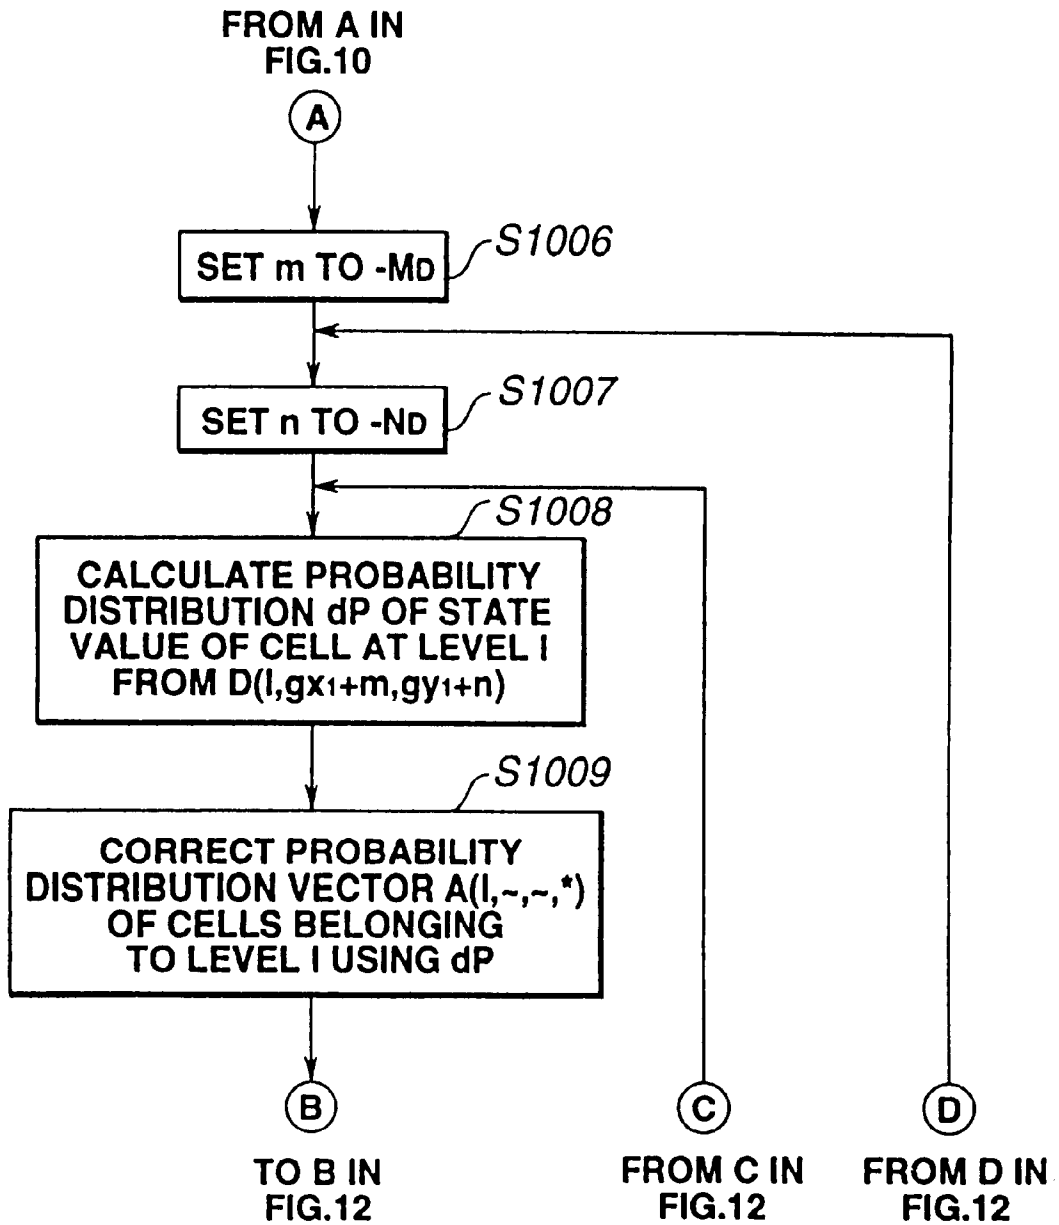 FROM A IN
FIG.10
A
S1006
SET m TO -MD
S1007
SET n TO -ND
S1008
CALCULATE PROBABILITY
DISTRIBUTION dP OF STATE
VALUE OF CELL AT LEVEL l
FROM D(l,gx1+m,gy1+n)
S1009
CORRECT PROBABILITY
DISTRIBUTION VECTOR A(l,~,~,*)
OF CELLS BELONGING
TO LEVEL l USING dP
B
C
D
TO B IN
FIG.12
FROM C IN
FIG.12
FROM D IN
FIG.12